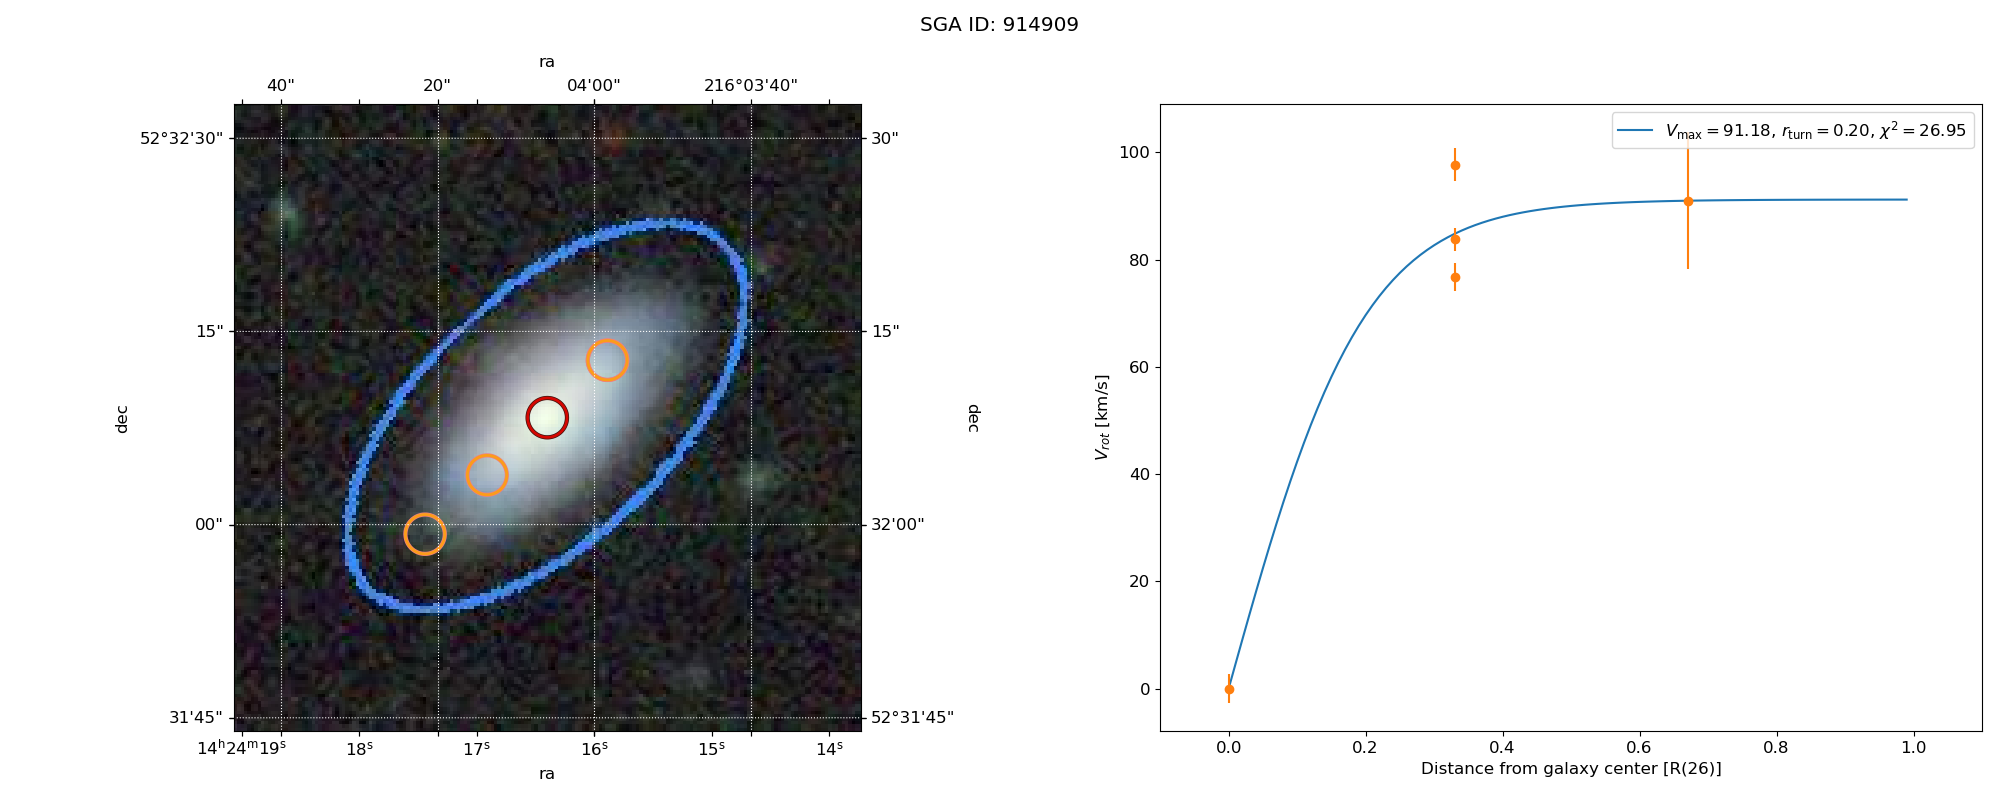 SGA ID: 914909
ra
40" 20" 04'00" 216°03'40"
52°32'30" 30"
15" 15"
dec dec
00" 32'00"
31'45" 52°31'45"
14h24m19s 18s 17s 16s 15s 14s
ra
Vmax = 91.18, rturn = 0.20, χ² = 26.95
100
80
60
Vrot [km/s]
40
20
0
0.0 0.2 0.4 0.6 0.8 1.0
Distance from galaxy center [R(26)]